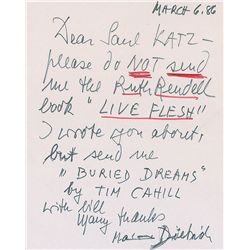 MARCH 6.86
Dear Saul KATZ-
please do NOT send
me the Ruth Rendell
book "LIVE FLESH"
I wrote you about,
but send me
"BURIED DREAMS"
by TIM CAHILL
with bill
Many thanks
Marlene Dietrich